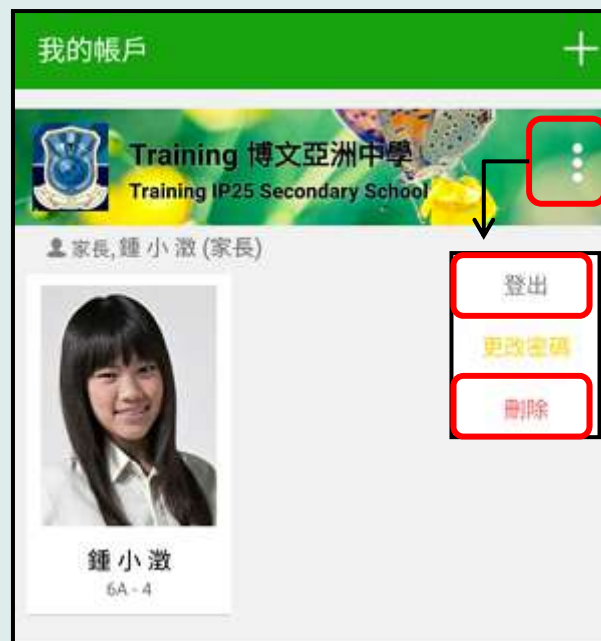 我的帳戶
Training 博文亞洲中學
Training IP25 Secondary School
家長, 鍾小澂 (家長)
登出
更改密碼
刪除
鍾小澂
6A - 4